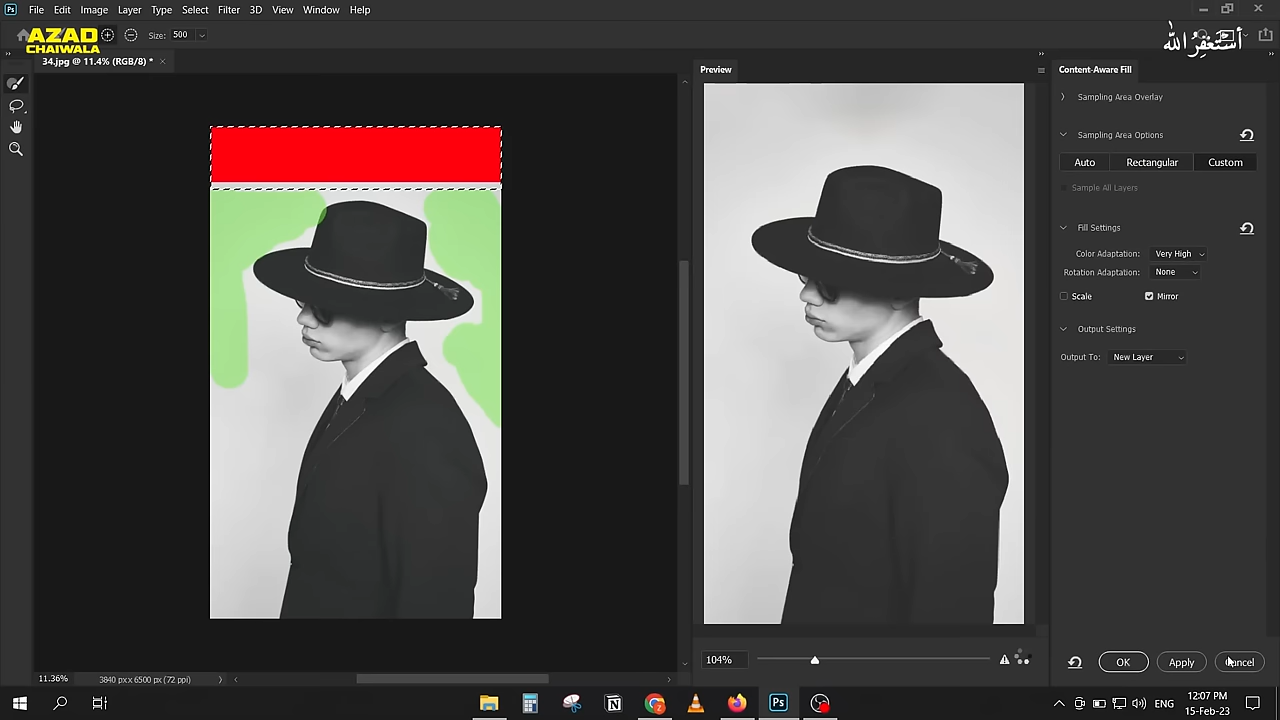 Ps File Edit Image Layer Type Select Filter 3D View Window Help
AZAD
CHAIWALA
Size: 500
أستغفر الله
34.jpg @ 11.4% (RGB/8) *
Preview
Content-Aware Fill
Sampling Area Overlay
Sampling Area Options
Auto Rectangular Custom
Sample All Layers
Fill Settings
Color Adaptation: Very High
Rotation Adaptation: None
Scale Mirror
Output Settings
Output To: New Layer
104%
OK Apply Cancel
11.36% 3840 px x 6500 px (72 ppi)
Ps
ENG
12:07 PM
15-Feb-23